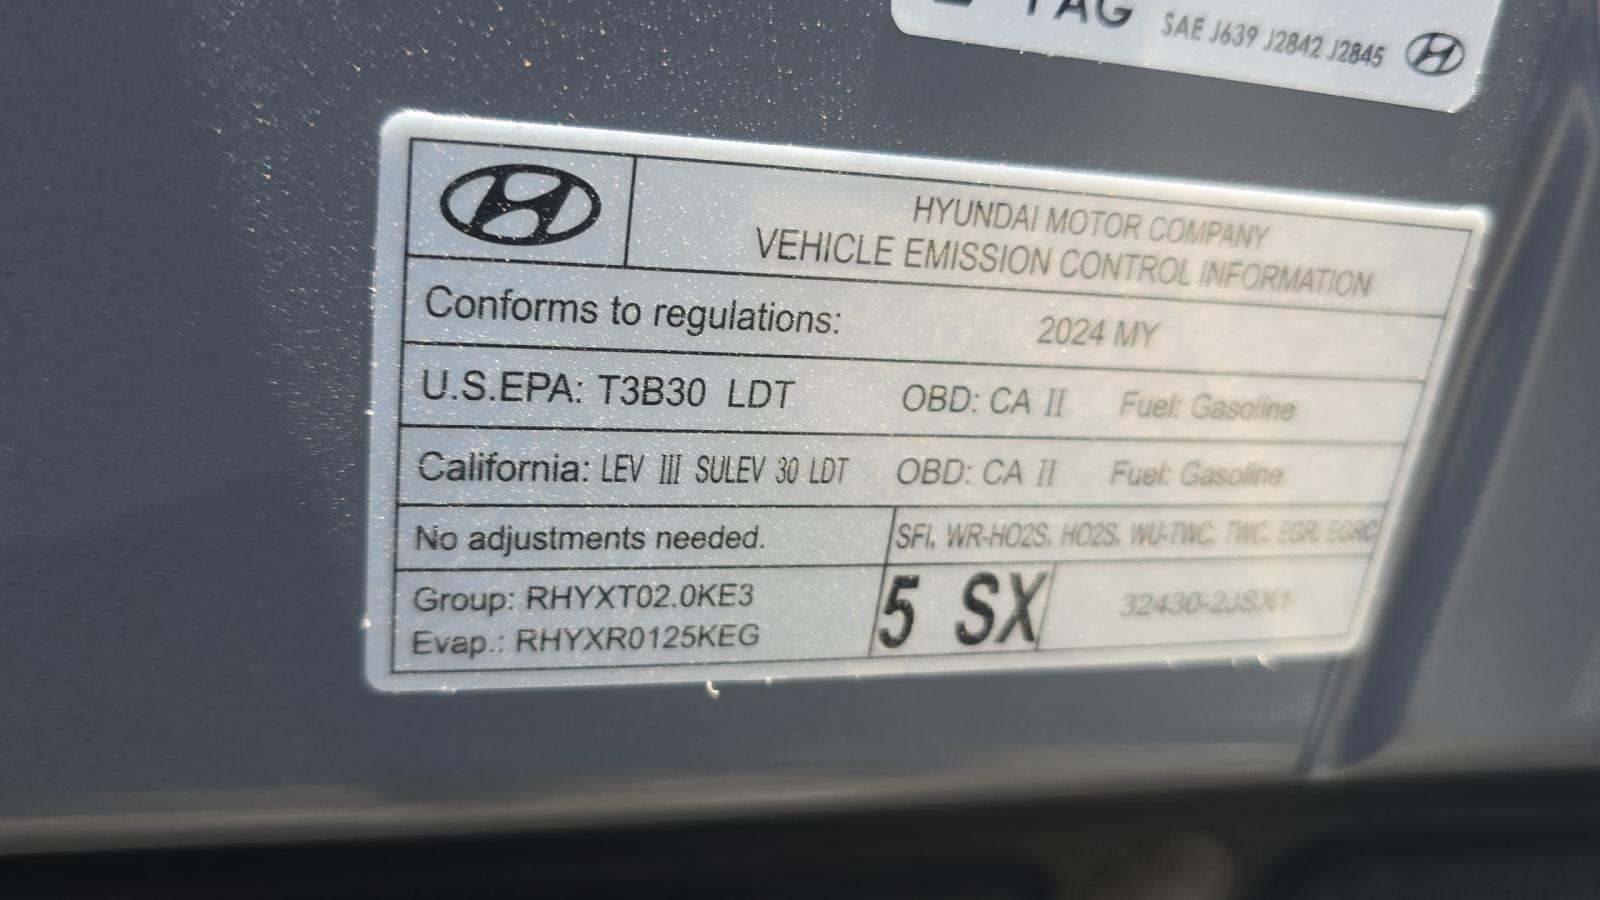 TAG SAE J639 J2842 J2845
HYUNDAI MOTOR COMPANY
VEHICLE EMISSION CONTROL INFORMATION
Conforms to regulations: 2024 MY
U.S.EPA: T3B30 LDT OBD: CA II Fuel: Gasoline
California: LEV III SULEV 30 LDT OBD: CA II Fuel: Gasoline
No adjustments needed. SFI, WR-HO2S, HO2S, WU-TWC, TWC, EGR, EGRC
Group: RHYXT02.0KE3
Evap.: RHYXR0125KEG
5 SX 32430-2JSX1